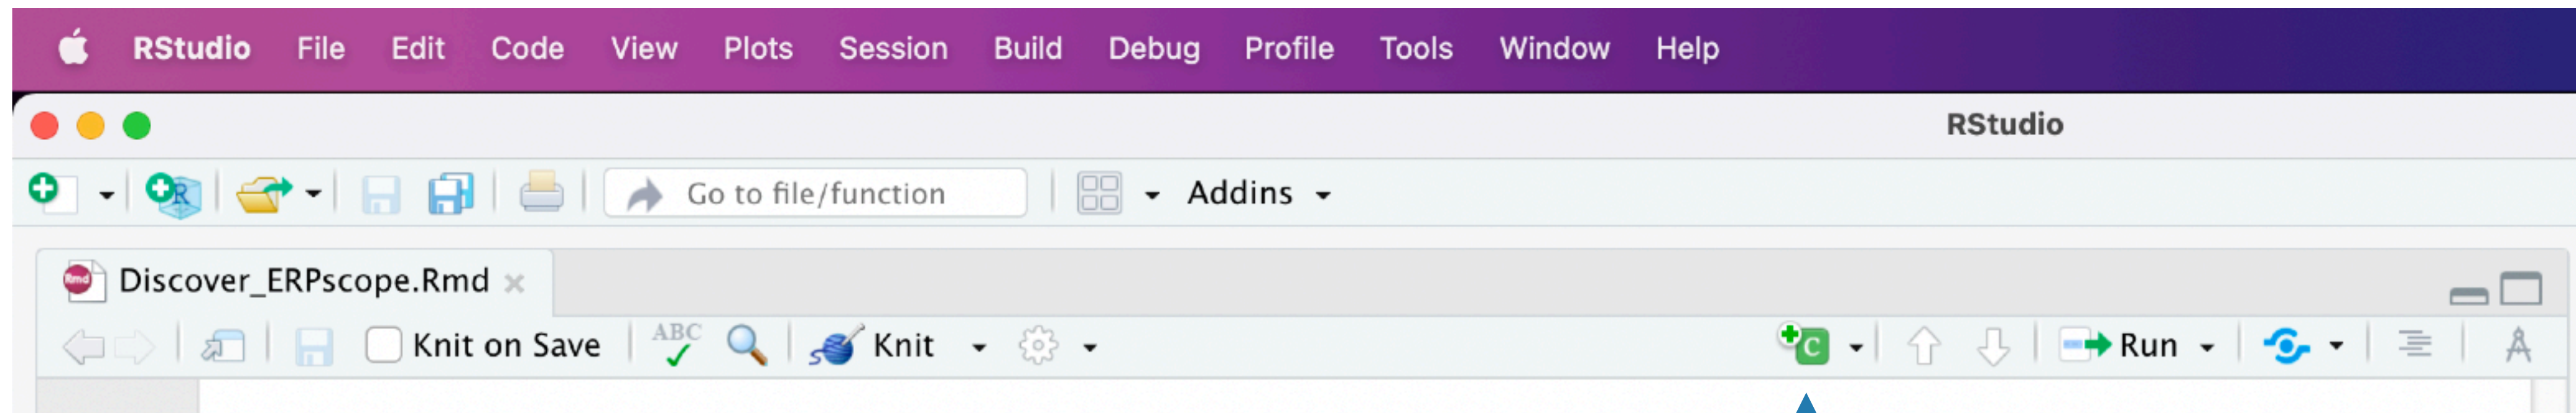 RStudio File Edit Code View Plots Session Build Debug Profile Tools Window Help
RStudio
R Go to file/function Addins
Rmd Discover_ERPscope.Rmd
Knit on Save ABC Knit C Run